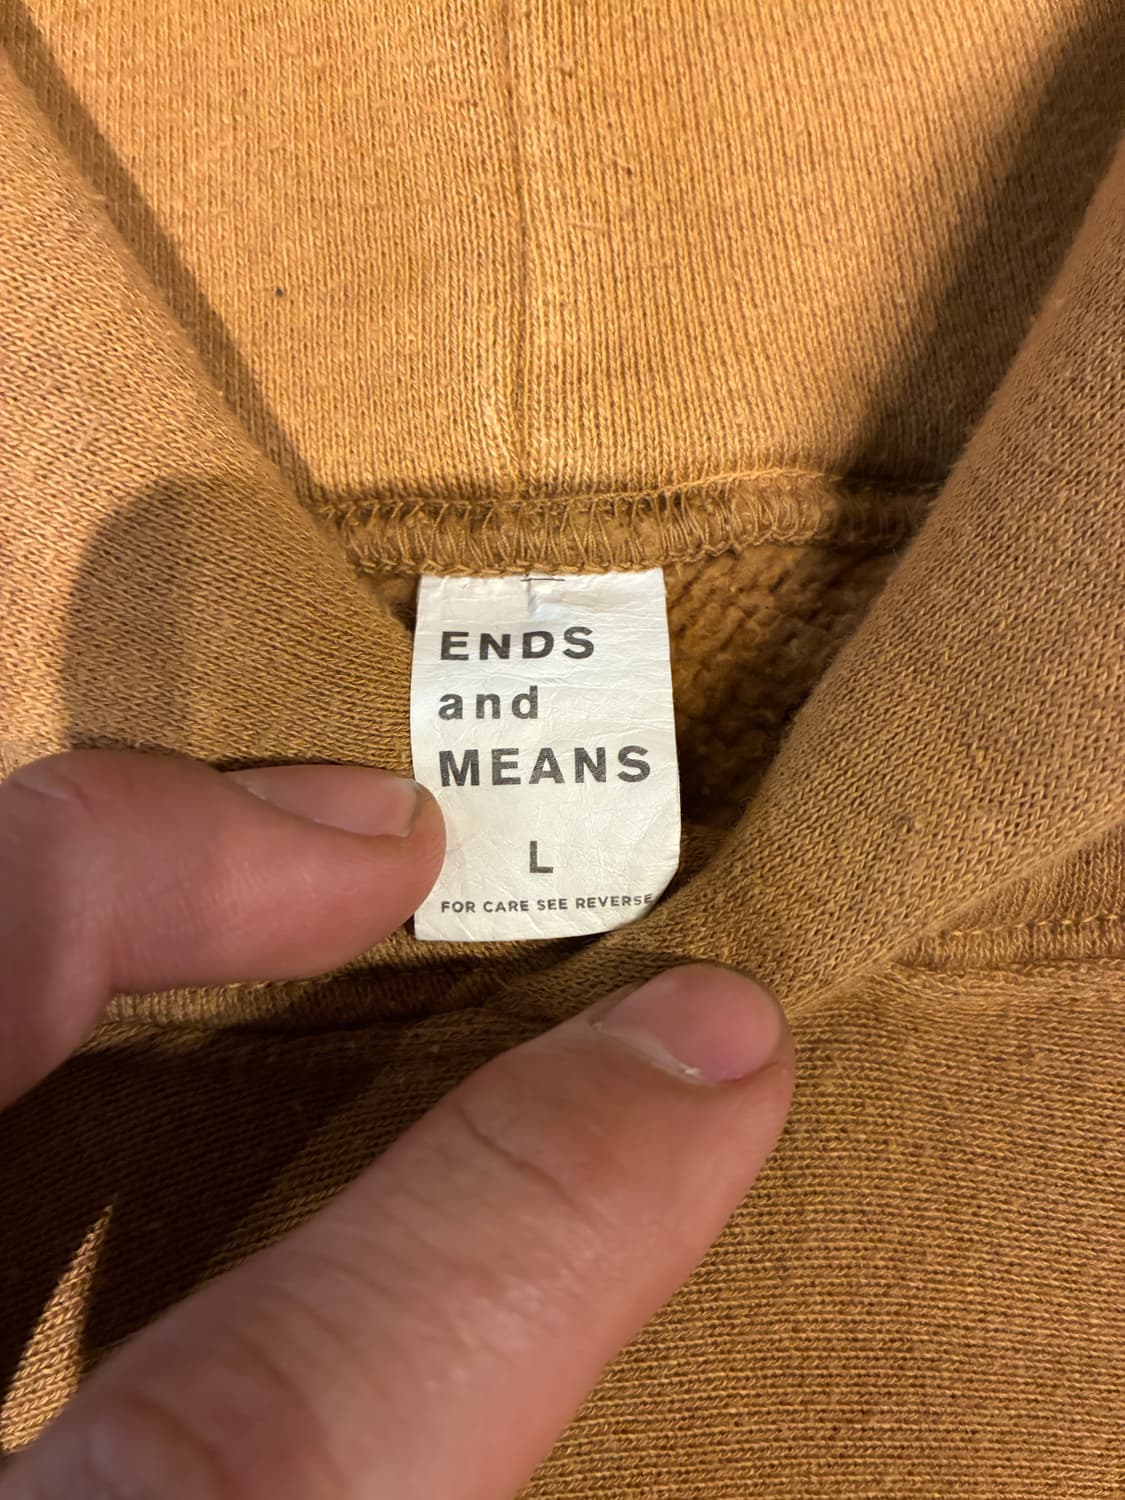 ENDS
and
MEANS
L
FOR CARE SEE REVERSE